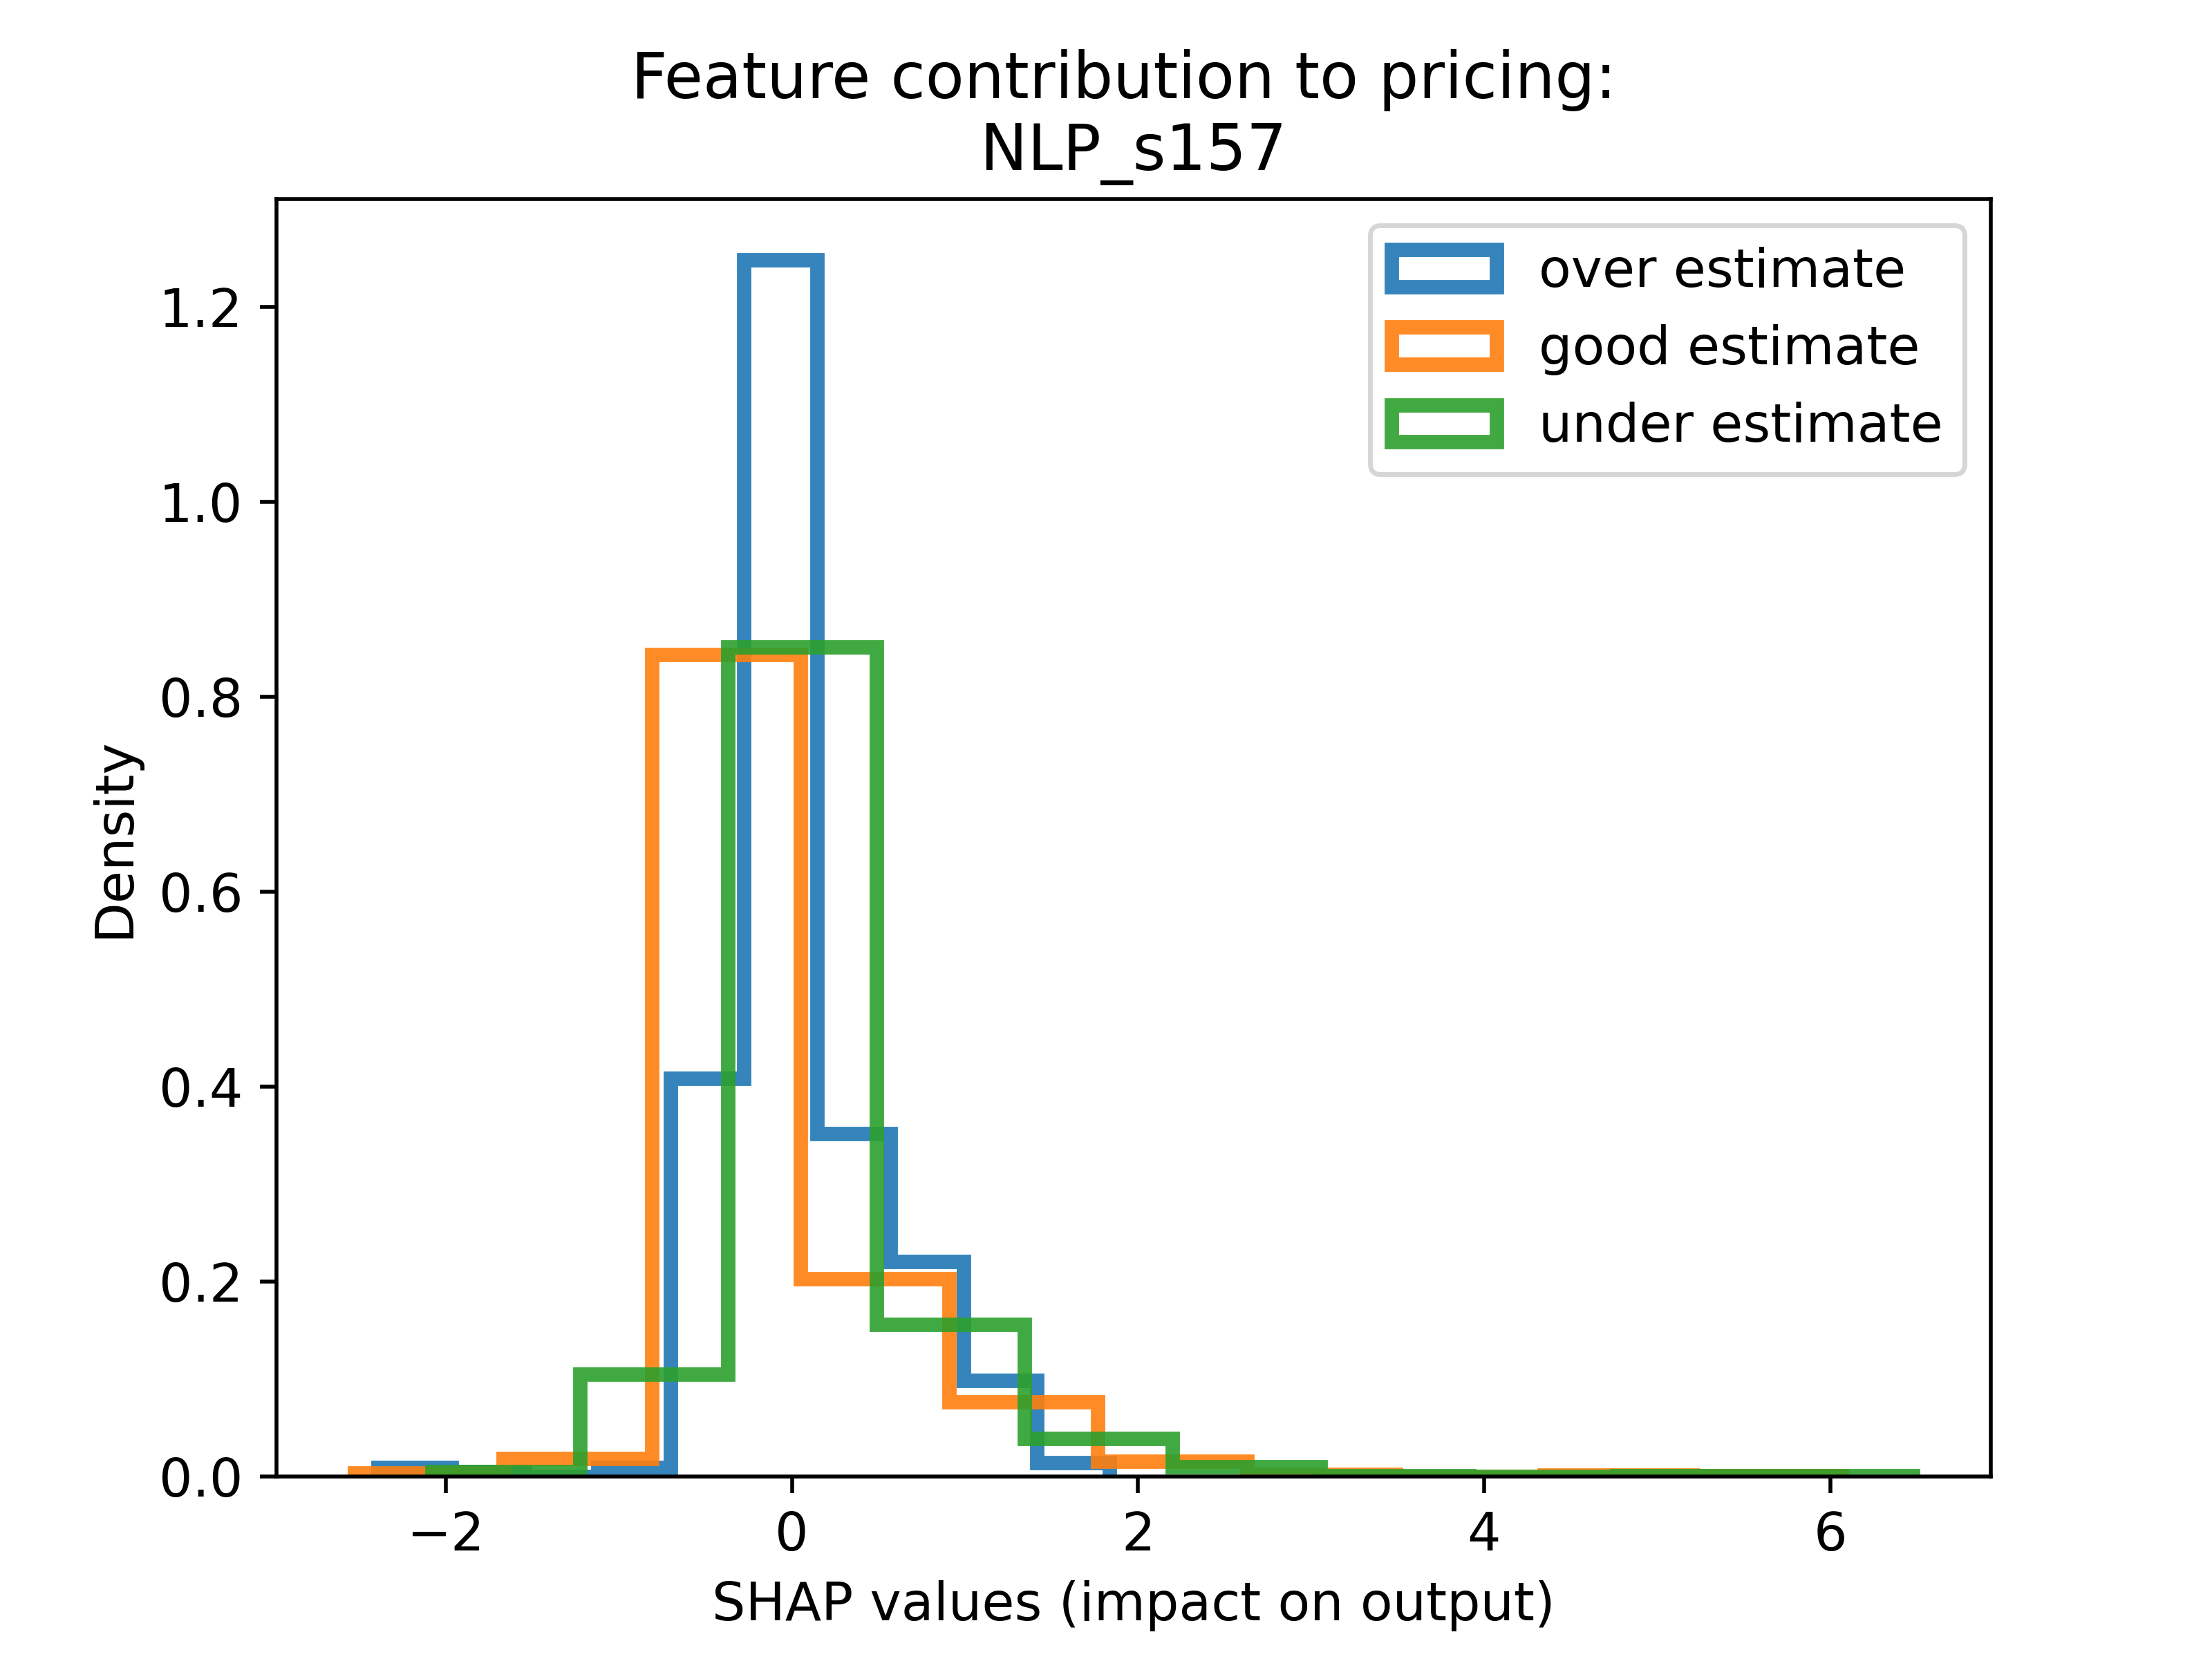 Feature contribution to pricing:
NLP_s157
over estimate
good estimate
under estimate
1.2
1.0
0.8
0.6
0.4
0.2
0.0
Density
−2 0 2 4 6
SHAP values (impact on output)